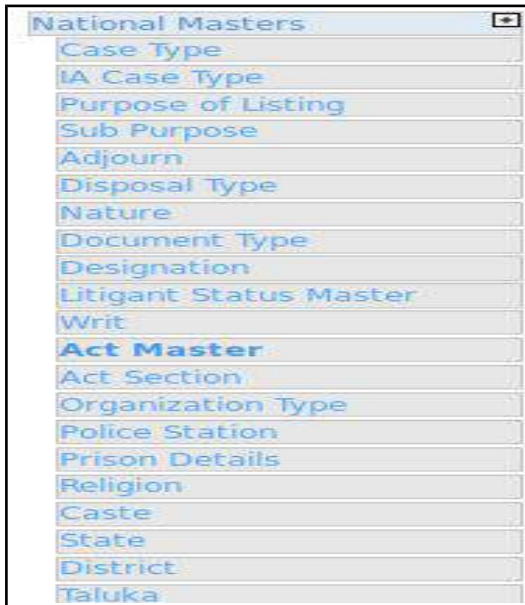 National Masters
Case Type
IA Case Type
Purpose of Listing
Sub Purpose
Adjourn
Disposal Type
Nature
Document Type
Designation
Litigant Status Master
Writ
Act Master
Act Section
Organization Type
Police Station
Prison Details
Religion
Caste
State
District
Taluka